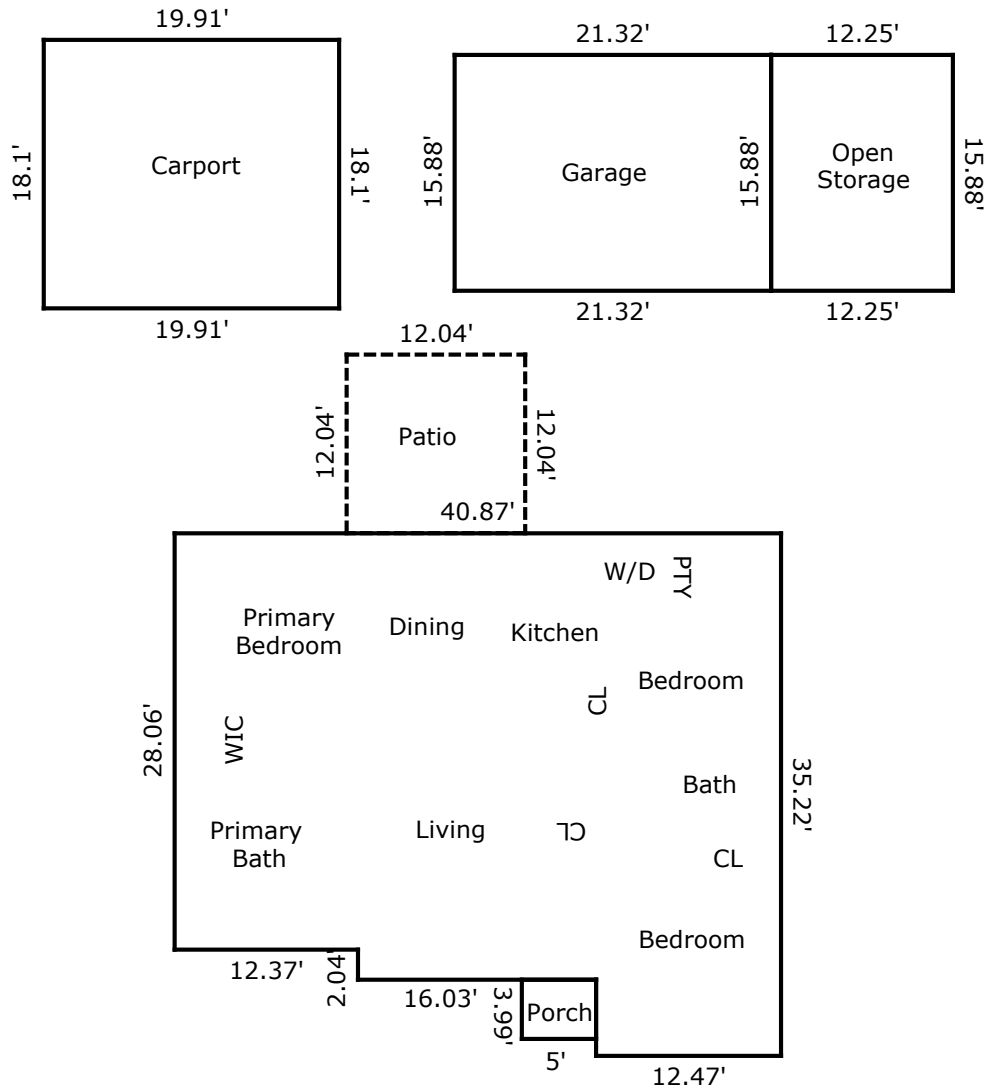 19.91'
21.32'
12.25'
18.1'
Carport
18.1'
15.88'
Garage
15.88'
Open
Storage
15.88'
19.91'
21.32'
12.25'
12.04'
12.04'
Patio
12.04'
40.87'
W/D
PTY
Primary
Bedroom
Dining
Kitchen
Bedroom
CL
28.06'
WIC
35.22'
Bath
Primary
Bath
Living
CL
CL
Bedroom
12.37'
2.04'
16.03'
3.99'
Porch
5'
12.47'